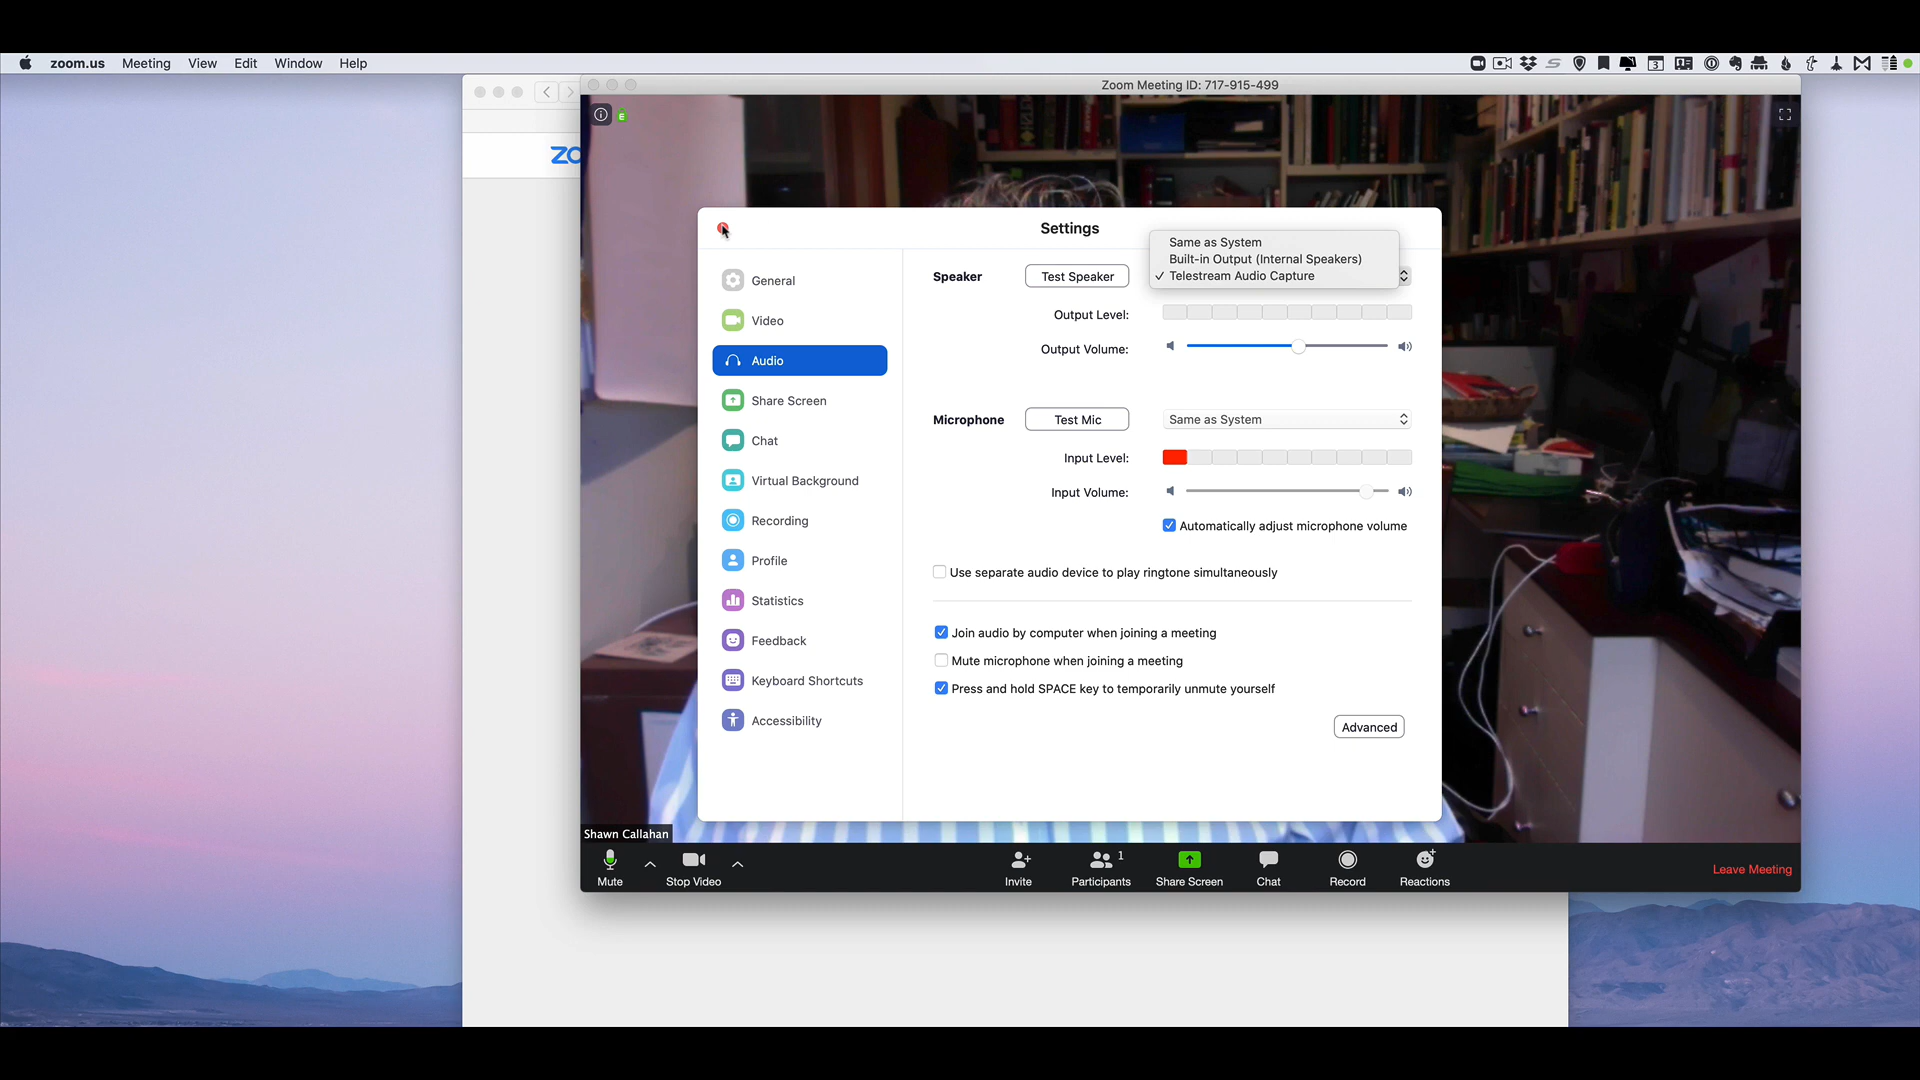 zoom.us Meeting View Edit Window Help
Zoom Meeting ID: 717-915-499
ZO
Settings
General
Video
Audio
Share Screen
Chat
Virtual Background
Recording
Profile
Statistics
Feedback
Keyboard Shortcuts
Accessibility
Same as System
Built-in Output (Internal Speakers)
✓ Telestream Audio Capture
Speaker Test Speaker
Output Level:
Output Volume:
Microphone Test Mic Same as System
Input Level:
Input Volume:
Automatically adjust microphone volume
Use separate audio device to play ringtone simultaneously
Join audio by computer when joining a meeting
Mute microphone when joining a meeting
Press and hold SPACE key to temporarily unmute yourself
Advanced
Shawn Callahan
Mute Stop Video Invite Participants 1 Share Screen Chat Record Reactions Leave Meeting